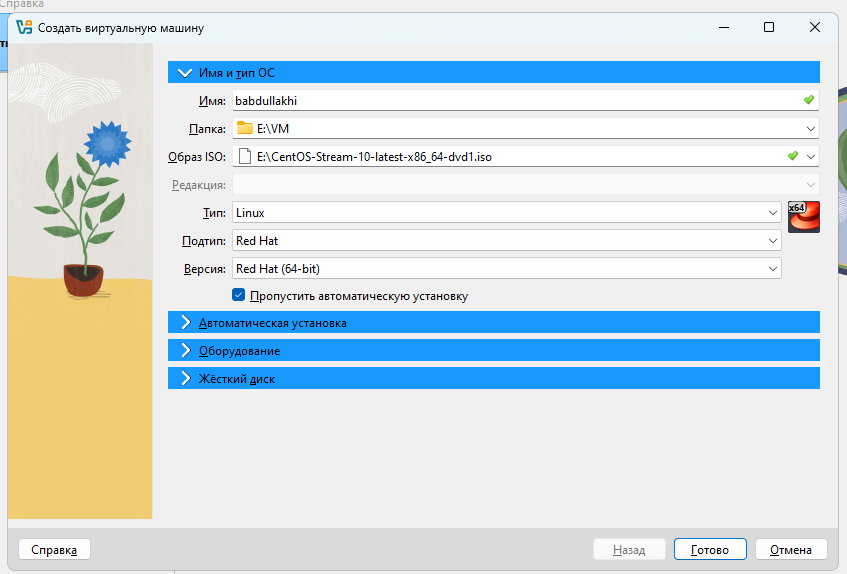 Справка
Создать виртуальную машину
Имя и тип ОС
Имя: babdullakhi
Папка: E:\VM
Образ ISO: E:\CentOS-Stream-10-latest-x86_64-dvd1.iso
Редакция:
Тип: Linux
x64
Подтип: Red Hat
Версия: Red Hat (64-bit)
Пропустить автоматическую установку
Автоматическая установка
Оборудование
Жёсткий диск
Справка
Назад
Готово
Отмена